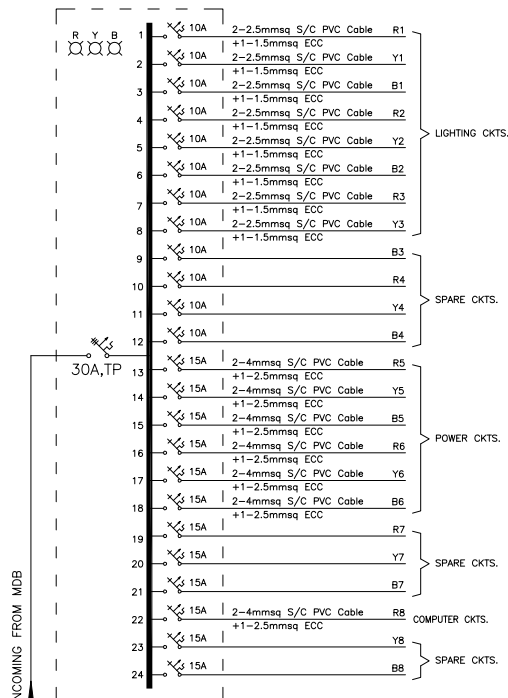 R Y B
1 10A 2-2.5mmsq S/C PVC Cable R1
+1-1.5mmsq ECC
2 10A 2-2.5mmsq S/C PVC Cable Y1
+1-1.5mmsq ECC
3 10A 2-2.5mmsq S/C PVC Cable B1
+1-1.5mmsq ECC
4 10A 2-2.5mmsq S/C PVC Cable R2
+1-1.5mmsq ECC
5 10A 2-2.5mmsq S/C PVC Cable Y2
+1-1.5mmsq ECC
6 10A 2-2.5mmsq S/C PVC Cable B2
+1-1.5mmsq ECC
7 10A 2-2.5mmsq S/C PVC Cable R3
+1-1.5mmsq ECC
8 10A 2-2.5mmsq S/C PVC Cable Y3
+1-1.5mmsq ECC
LIGHTING CKTS.
9 10A B3
10 10A R4
11 10A Y4
12 10A B4
SPARE CKTS.
30A,TP
13 15A 2-4mmsq S/C PVC Cable R5
+1-2.5mmsq ECC
14 15A 2-4mmsq S/C PVC Cable Y5
+1-2.5mmsq ECC
15 15A 2-4mmsq S/C PVC Cable B5
+1-2.5mmsq ECC
16 15A 2-4mmsq S/C PVC Cable R6
+1-2.5mmsq ECC
17 15A 2-4mmsq S/C PVC Cable Y6
+1-2.5mmsq ECC
18 15A 2-4mmsq S/C PVC Cable B6
+1-2.5mmsq ECC
POWER CKTS.
19 15A R7
20 15A Y7
21 15A B7
SPARE CKTS.
22 15A 2-4mmsq S/C PVC Cable R8 COMPUTER CKTS.
+1-2.5mmsq ECC
23 15A Y8
24 15A B8
SPARE CKTS.
NCOMING FROM MDB